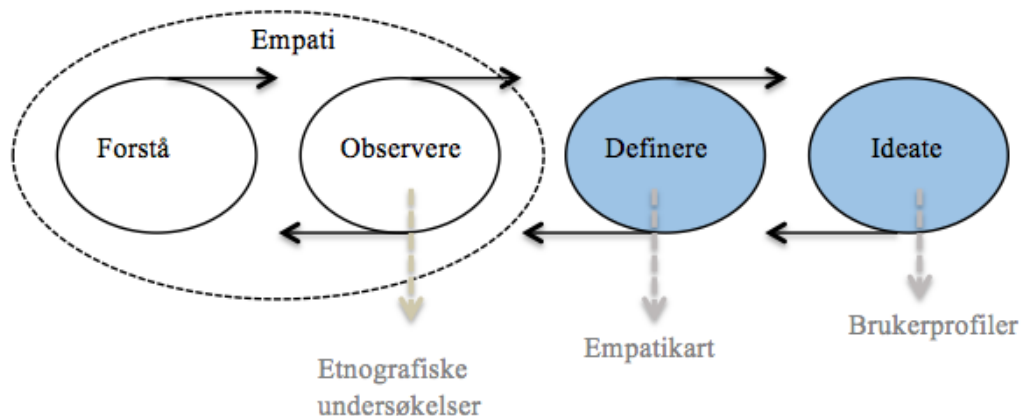 Empati
Forstå
Observere
Definere
Ideate
Etnografiske
undersøkelser
Empatikart
Brukerprofiler